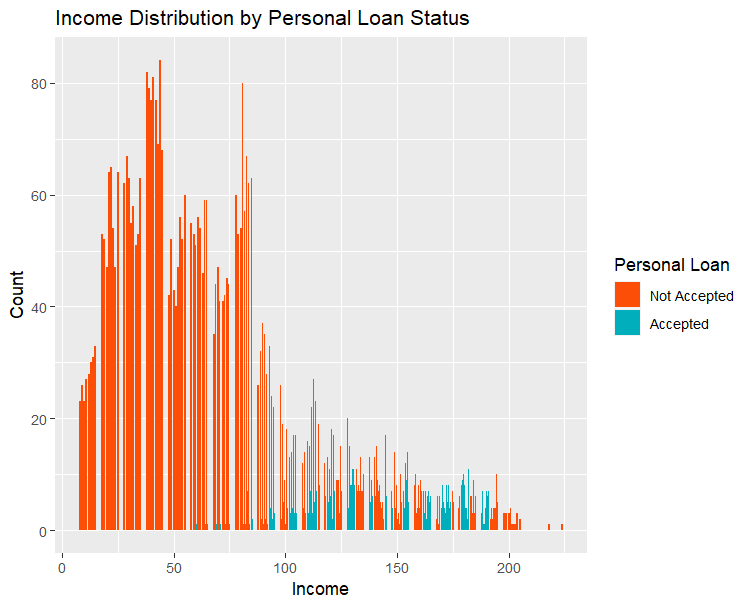 Income Distribution by Personal Loan Status
80
60
40
20
0
Count
0 50 100 150 200
Income
Personal Loan
Not Accepted
Accepted